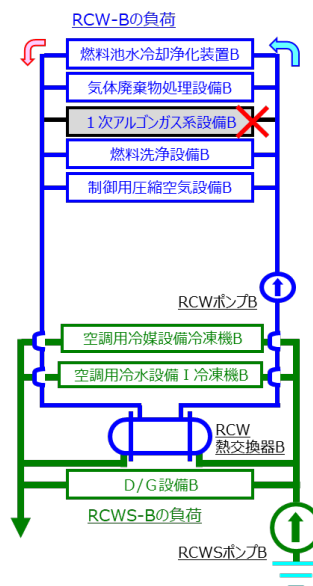 RCW-Bの負荷
燃料池水冷却浄化装置B
気体廃棄物処理設備B
１次アルゴンガス系設備B
燃料洗浄設備B
制御用圧縮空気設備B
RCWポンプB
空調用冷媒設備冷凍機B
空調用冷水設備Ⅰ冷凍機B
RCW
熱交換器B
D/G設備B
RCWS-Bの負荷
RCWSポンプB